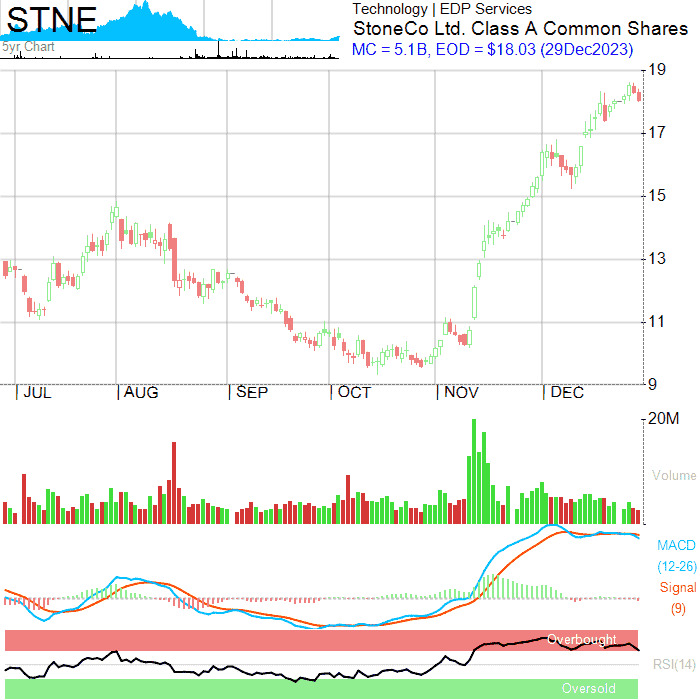 STNE
5yr Chart
Technology | EDP Services
StoneCo Ltd. Class A Common Shares
MC = 5.1B, EOD = $18.03 (29Dec2023)
19
17
15
13
11
9
JUL AUG SEP OCT NOV DEC
20M
Volume
MACD
(12-26)
Signal
(9)
Overbought
RSI(14)
Oversold